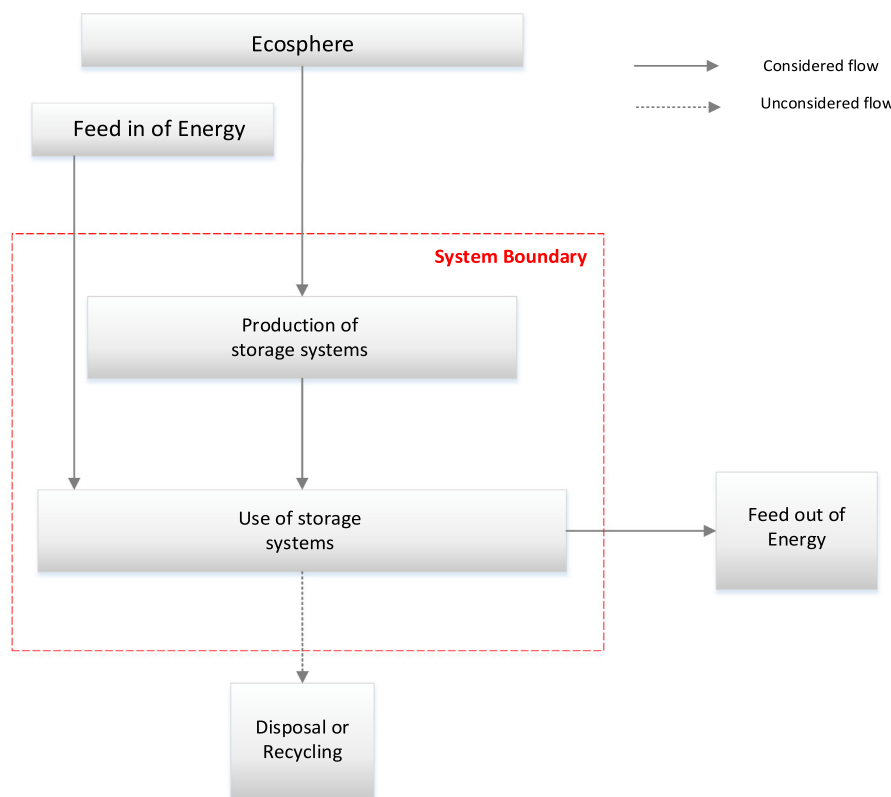 Ecosphere
Considered flow
Unconsidered flow
Feed in of Energy
System Boundary
Production of
storage systems
Use of storage
systems
Feed out of
Energy
Disposal or
Recycling